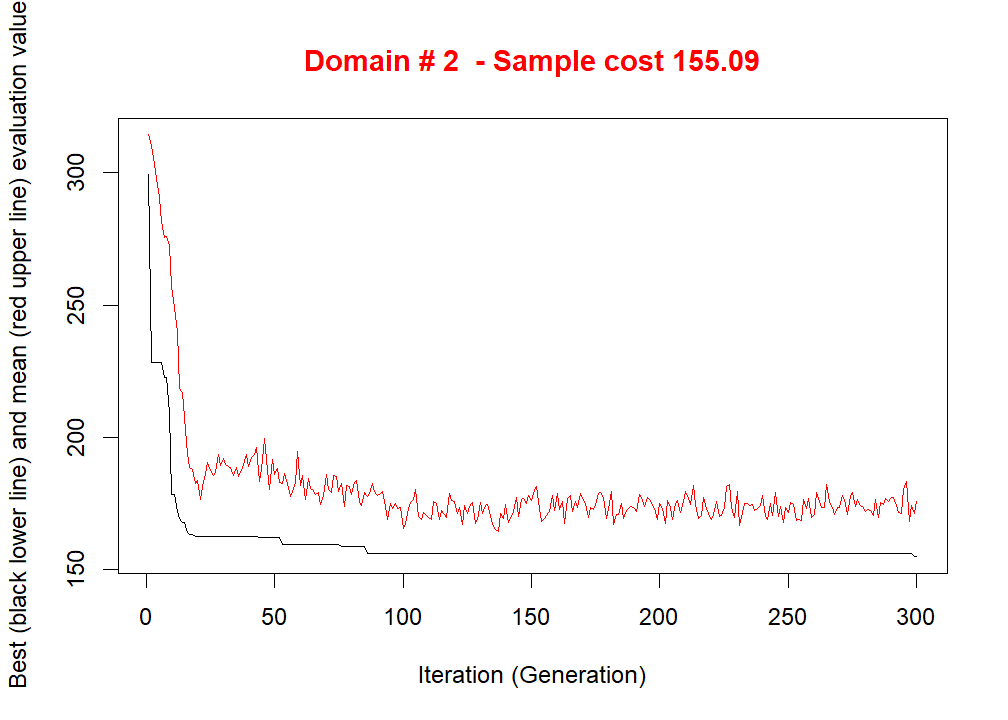 Domain # 2  - Sample cost 155.09
Best (black lower line) and mean (red upper line) evaluation value
300
250
200
150
0 50 100 150 200 250 300
Iteration (Generation)